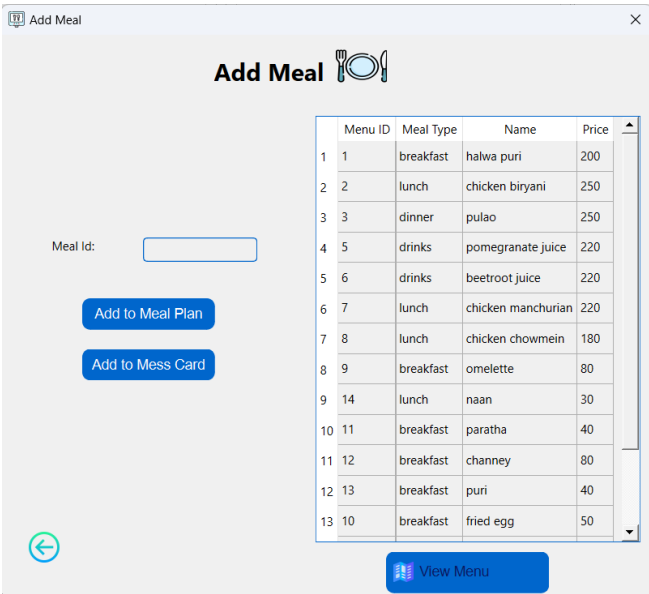 Add Meal
Add Meal
Menu ID Meal Type Name Price
1 1 breakfast halwa puri 200
2 2 lunch chicken biryani 250
3 3 dinner pulao 250
4 5 drinks pomegranate juice 220
5 6 drinks beetroot juice 220
6 7 lunch chicken manchurian 220
7 8 lunch chicken chowmein 180
8 9 breakfast omelette 80
9 14 lunch naan 30
10 11 breakfast paratha 40
11 12 breakfast channey 80
12 13 breakfast puri 40
13 10 breakfast fried egg 50
Meal Id:
Add to Meal Plan
Add to Mess Card
View Menu